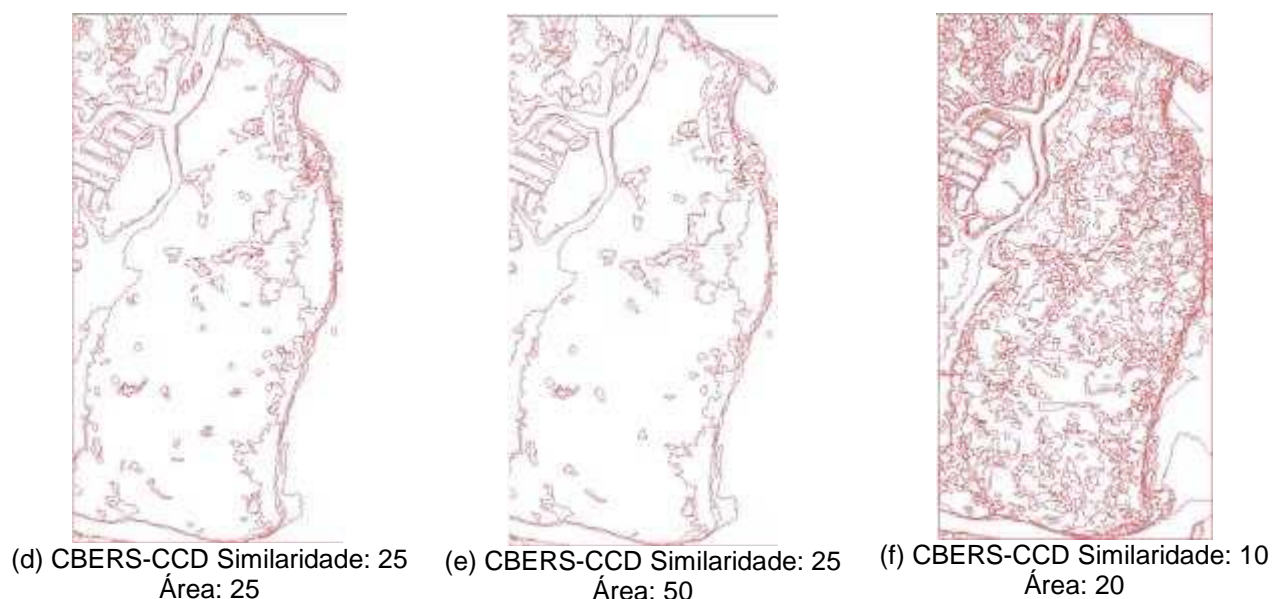 (d) CBERS-CCD Similaridade: 25
Área: 25
(e) CBERS-CCD Similaridade: 25
Área: 50
(f) CBERS-CCD Similaridade: 10
Área: 20